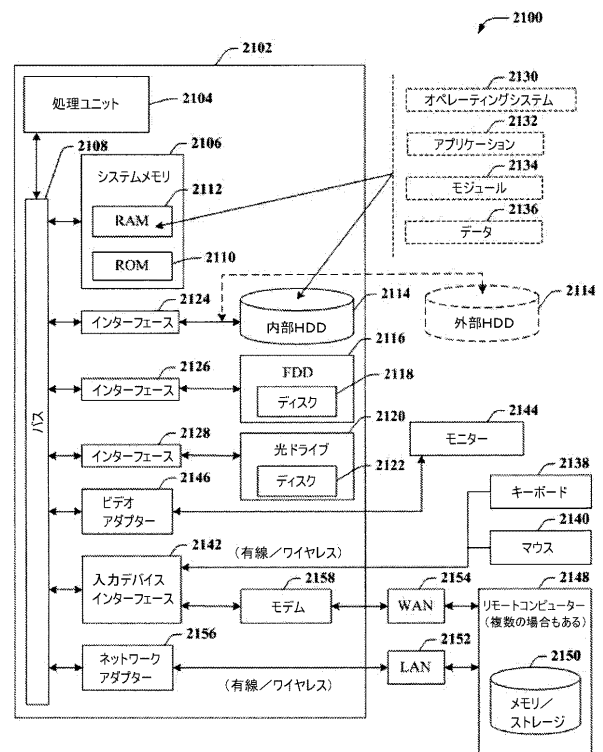 2100
2102
処理ユニット
2104
2108
2106
システムメモリ
2112
RAM
2110
ROM
2130
オペレーティングシステム
2132
アプリケーション
2134
モジュール
2136
データ
2124
インターフェース
2114
内部HDD
2114
外部HDD
2116
2126
インターフェース
FDD
2118
ディスク
2120
2128
インターフェース
光ドライブ
2122
ディスク
2144
モニター
2146
ビデオ
アダプター
2138
キーボード
2140
マウス
バス
2142
(有線/ワイヤレス)
入力デバイス
インターフェース
2158
モデム
2154
WAN
2148
リモートコンピューター
(複数の場合もある)
2156
ネットワーク
アダプター
(有線/ワイヤレス)
2152
LAN
2150
メモリ/
ストレージ